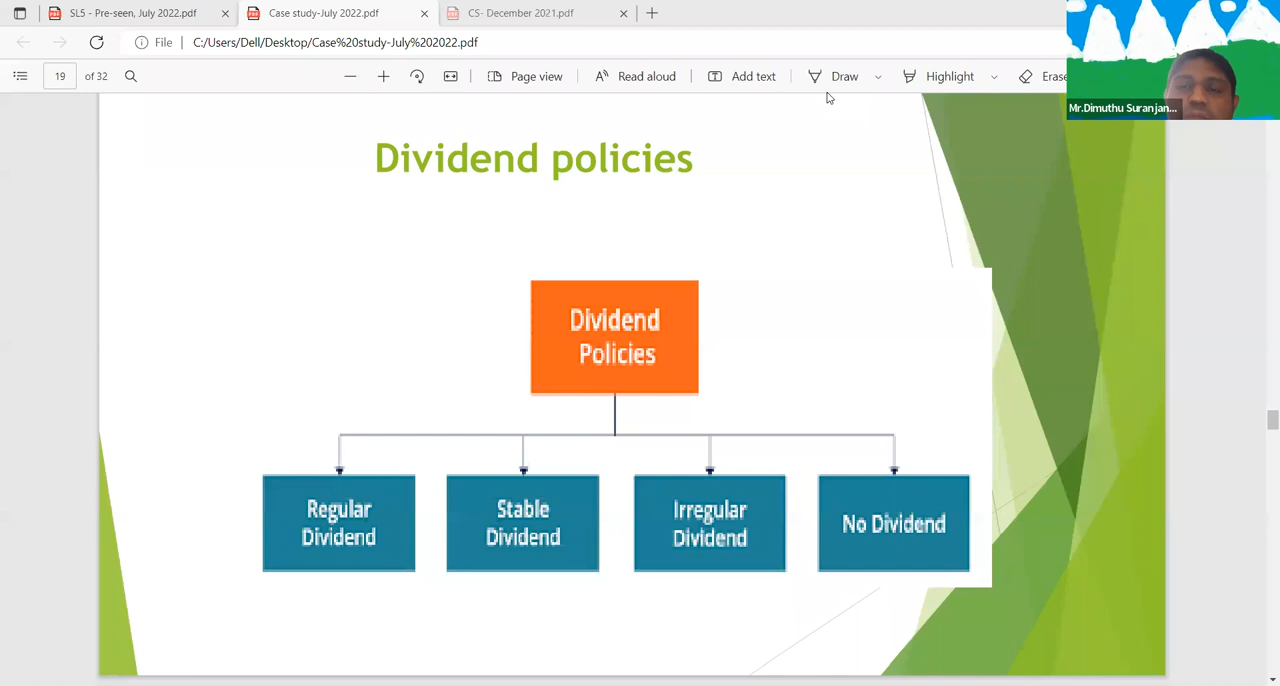 SL5 - Pre-seen, July 2022.pdf
Case study-July 2022.pdf
CS- December 2021.pdf
File
C:/Users/Dell/Desktop/Case%20study-July%202022.pdf
19 of 32
Page view
Read aloud
Add text
Draw
Highlight
Erase
Mr.Dimuthu Suranjan...
Dividend policies
Dividend
Policies
Regular
Dividend
Stable
Dividend
Irregular
Dividend
No Dividend